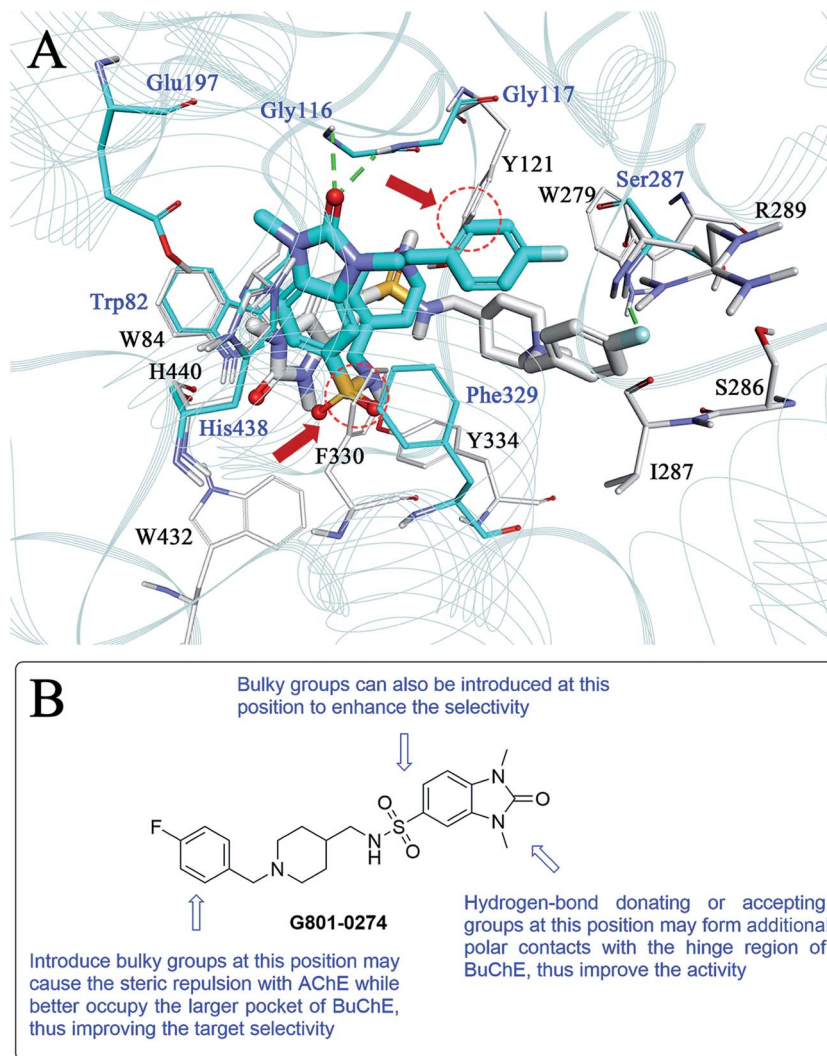 A
Glu197
Gly116
Gly117
Y121
W279
Ser287
R289
Trp82
W84
H440
His438
Phe329
F330
Y334
S286
I287
W432
B
Bulky groups can also be introduced at this
position to enhance the selectivity
F
N
N
H
S
O
O
N
N
O
G801-0274
Hydrogen-bond donating or accepting
groups at this position may form additional
polar contacts with the hinge region of
BuChE, thus improve the activity
Introduce bulky groups at this position may
cause the steric repulsion with AChE while
better occupy the larger pocket of BuChE,
thus improving the target selectivity